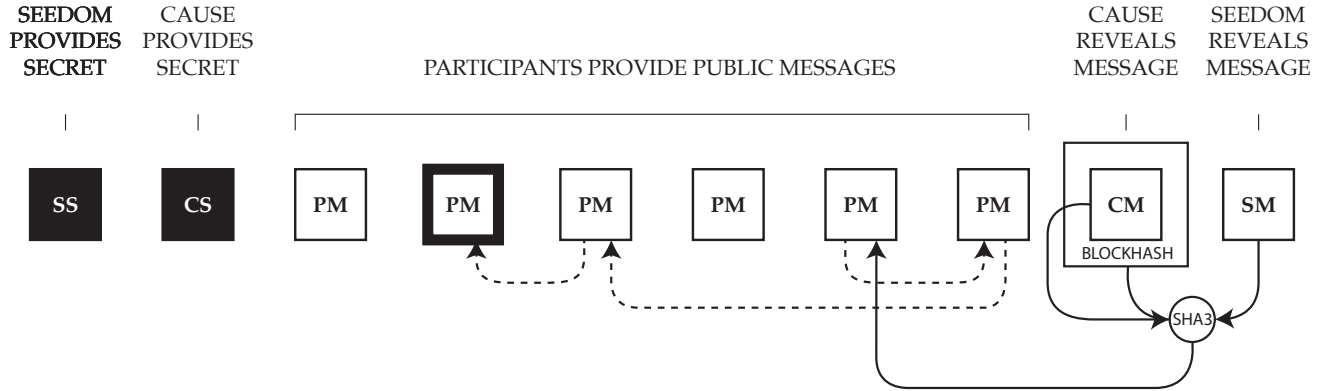 SEEDOM
PROVIDES
SECRET
CAUSE
PROVIDES
SECRET
PARTICIPANTS PROVIDE PUBLIC MESSAGES
CAUSE
REVEALS
MESSAGE
SEEDOM
REVEALS
MESSAGE
SS
CS
PM
PM
PM
PM
PM
PM
CM
BLOCKHASH
SM
SHA3